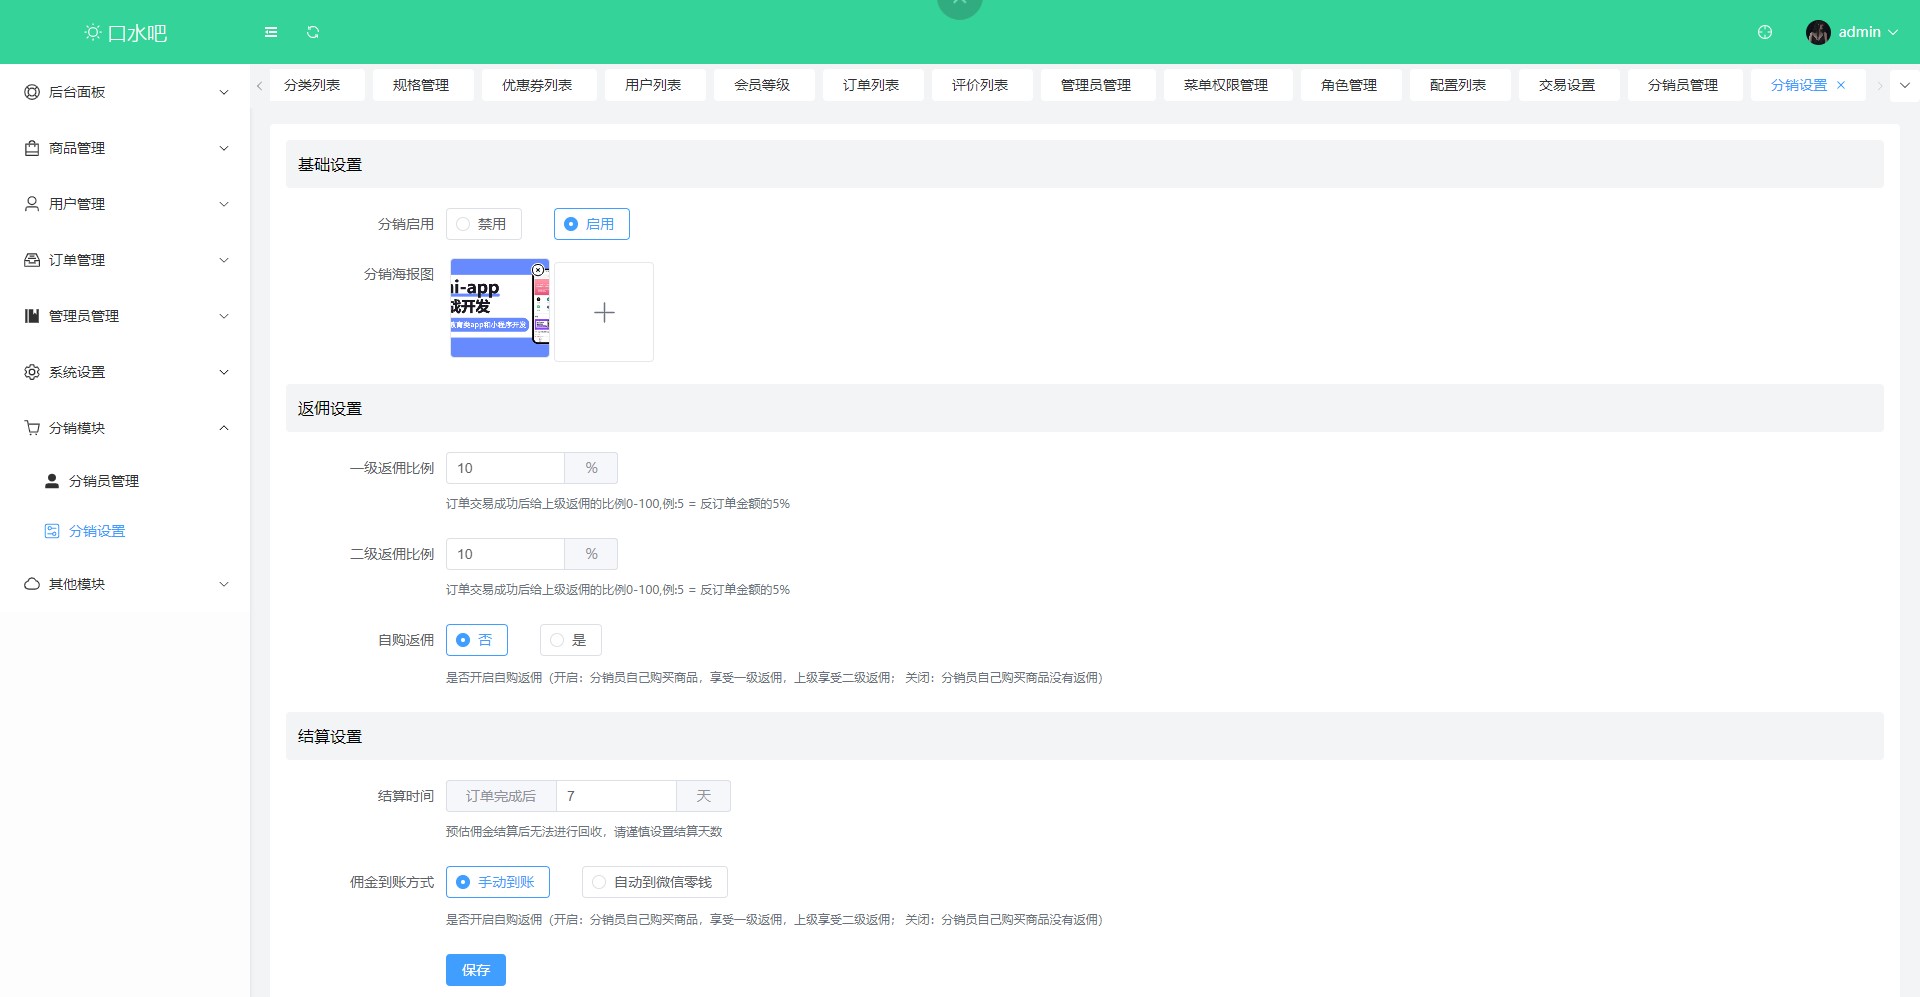 口水吧
admin
后台面板
商品管理
用户管理
订单管理
管理员管理
系统设置
分销模块
分销员管理
分销设置
其他模块
分类列表 规格管理 优惠券列表 用户列表 会员等级 订单列表 评价列表 管理员管理 菜单权限管理 角色管理 配置列表 交易设置 分销员管理 分销设置
基础设置
分销启用 禁用 启用
分销海报图
ni-app
战开发
教育类app和小程序开发
返佣设置
一级返佣比例 10 %
订单交易成功后给上级返佣的比例0-100,例:5 = 反订单金额的5%
二级返佣比例 10 %
订单交易成功后给上级返佣的比例0-100,例:5 = 反订单金额的5%
自购返佣 否 是
是否开启自购返佣（开启：分销员自己购买商品，享受一级返佣，上级享受二级返佣； 关闭：分销员自己购买商品没有返佣）
结算设置
结算时间 订单完成后 7 天
预估佣金结算后无法进行回收，请谨慎设置结算天数
佣金到账方式 手动到账 自动到微信零钱
是否开启自购返佣（开启：分销员自己购买商品，享受一级返佣，上级享受二级返佣； 关闭：分销员自己购买商品没有返佣）
保存